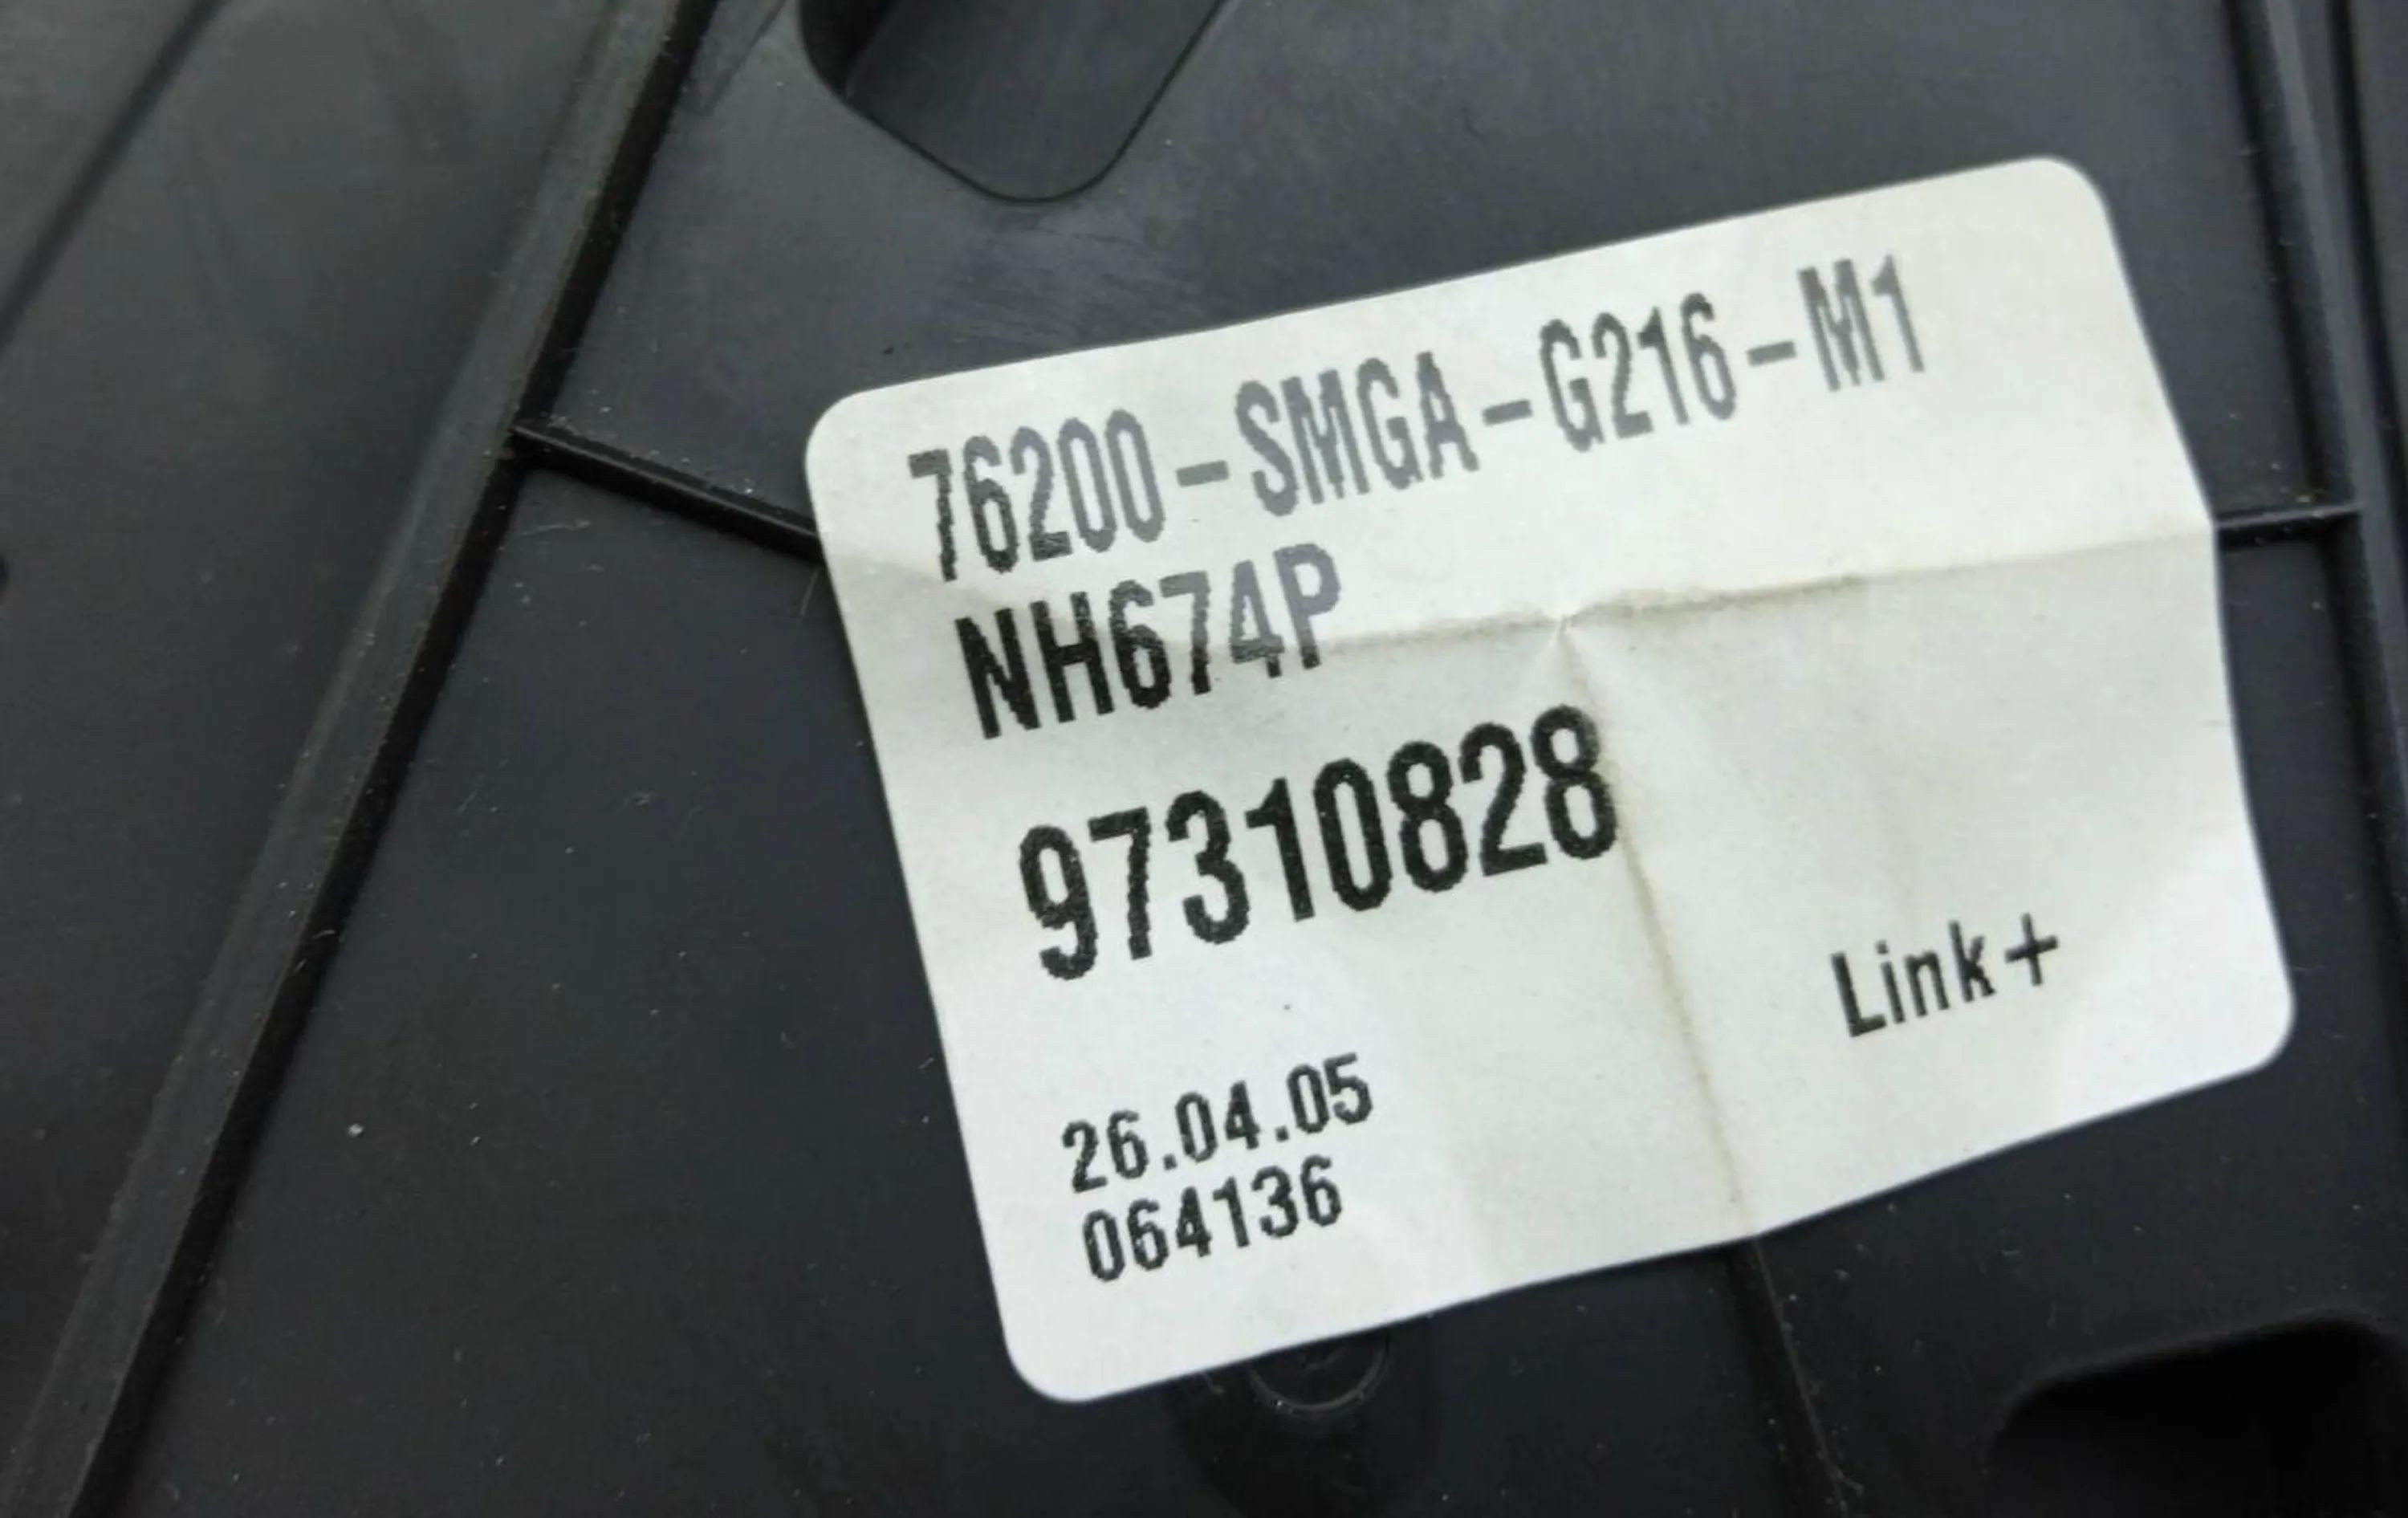 76200-SMGA-G216-M1
NH674P
97310828
Link+
26.04.05
064136